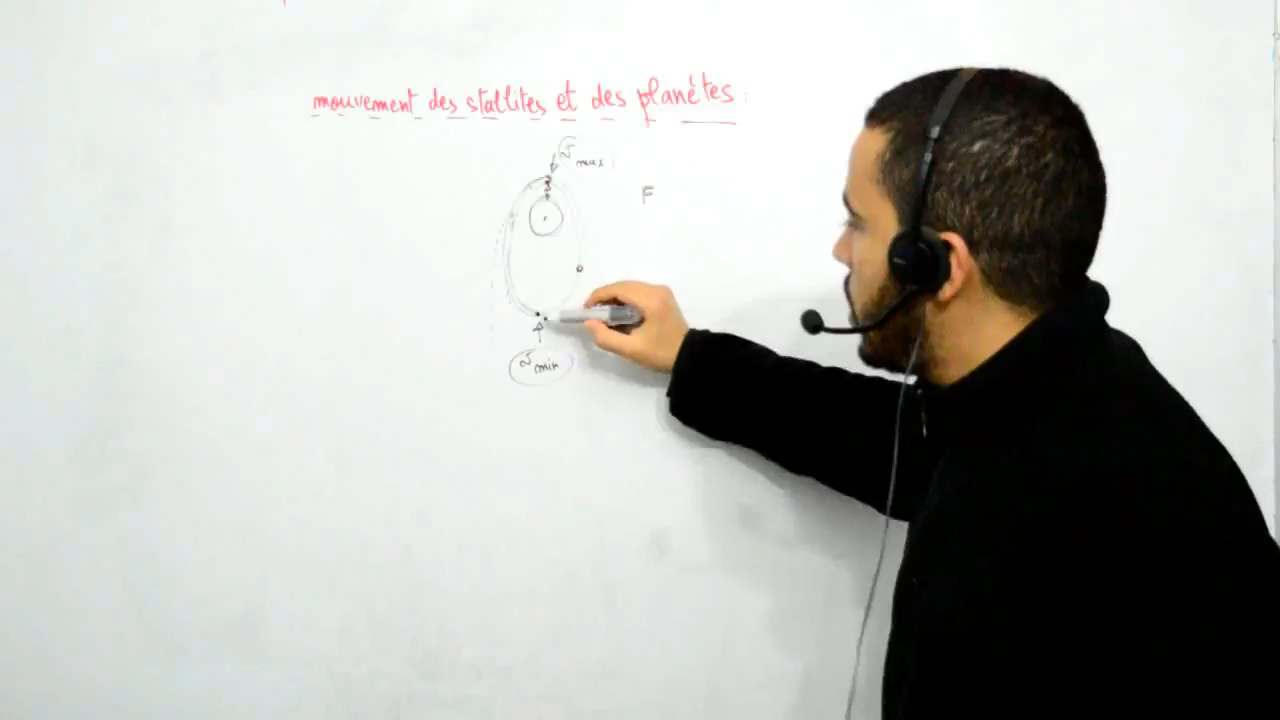 mouvement des stallites et des planètes :
v max.
F
v min